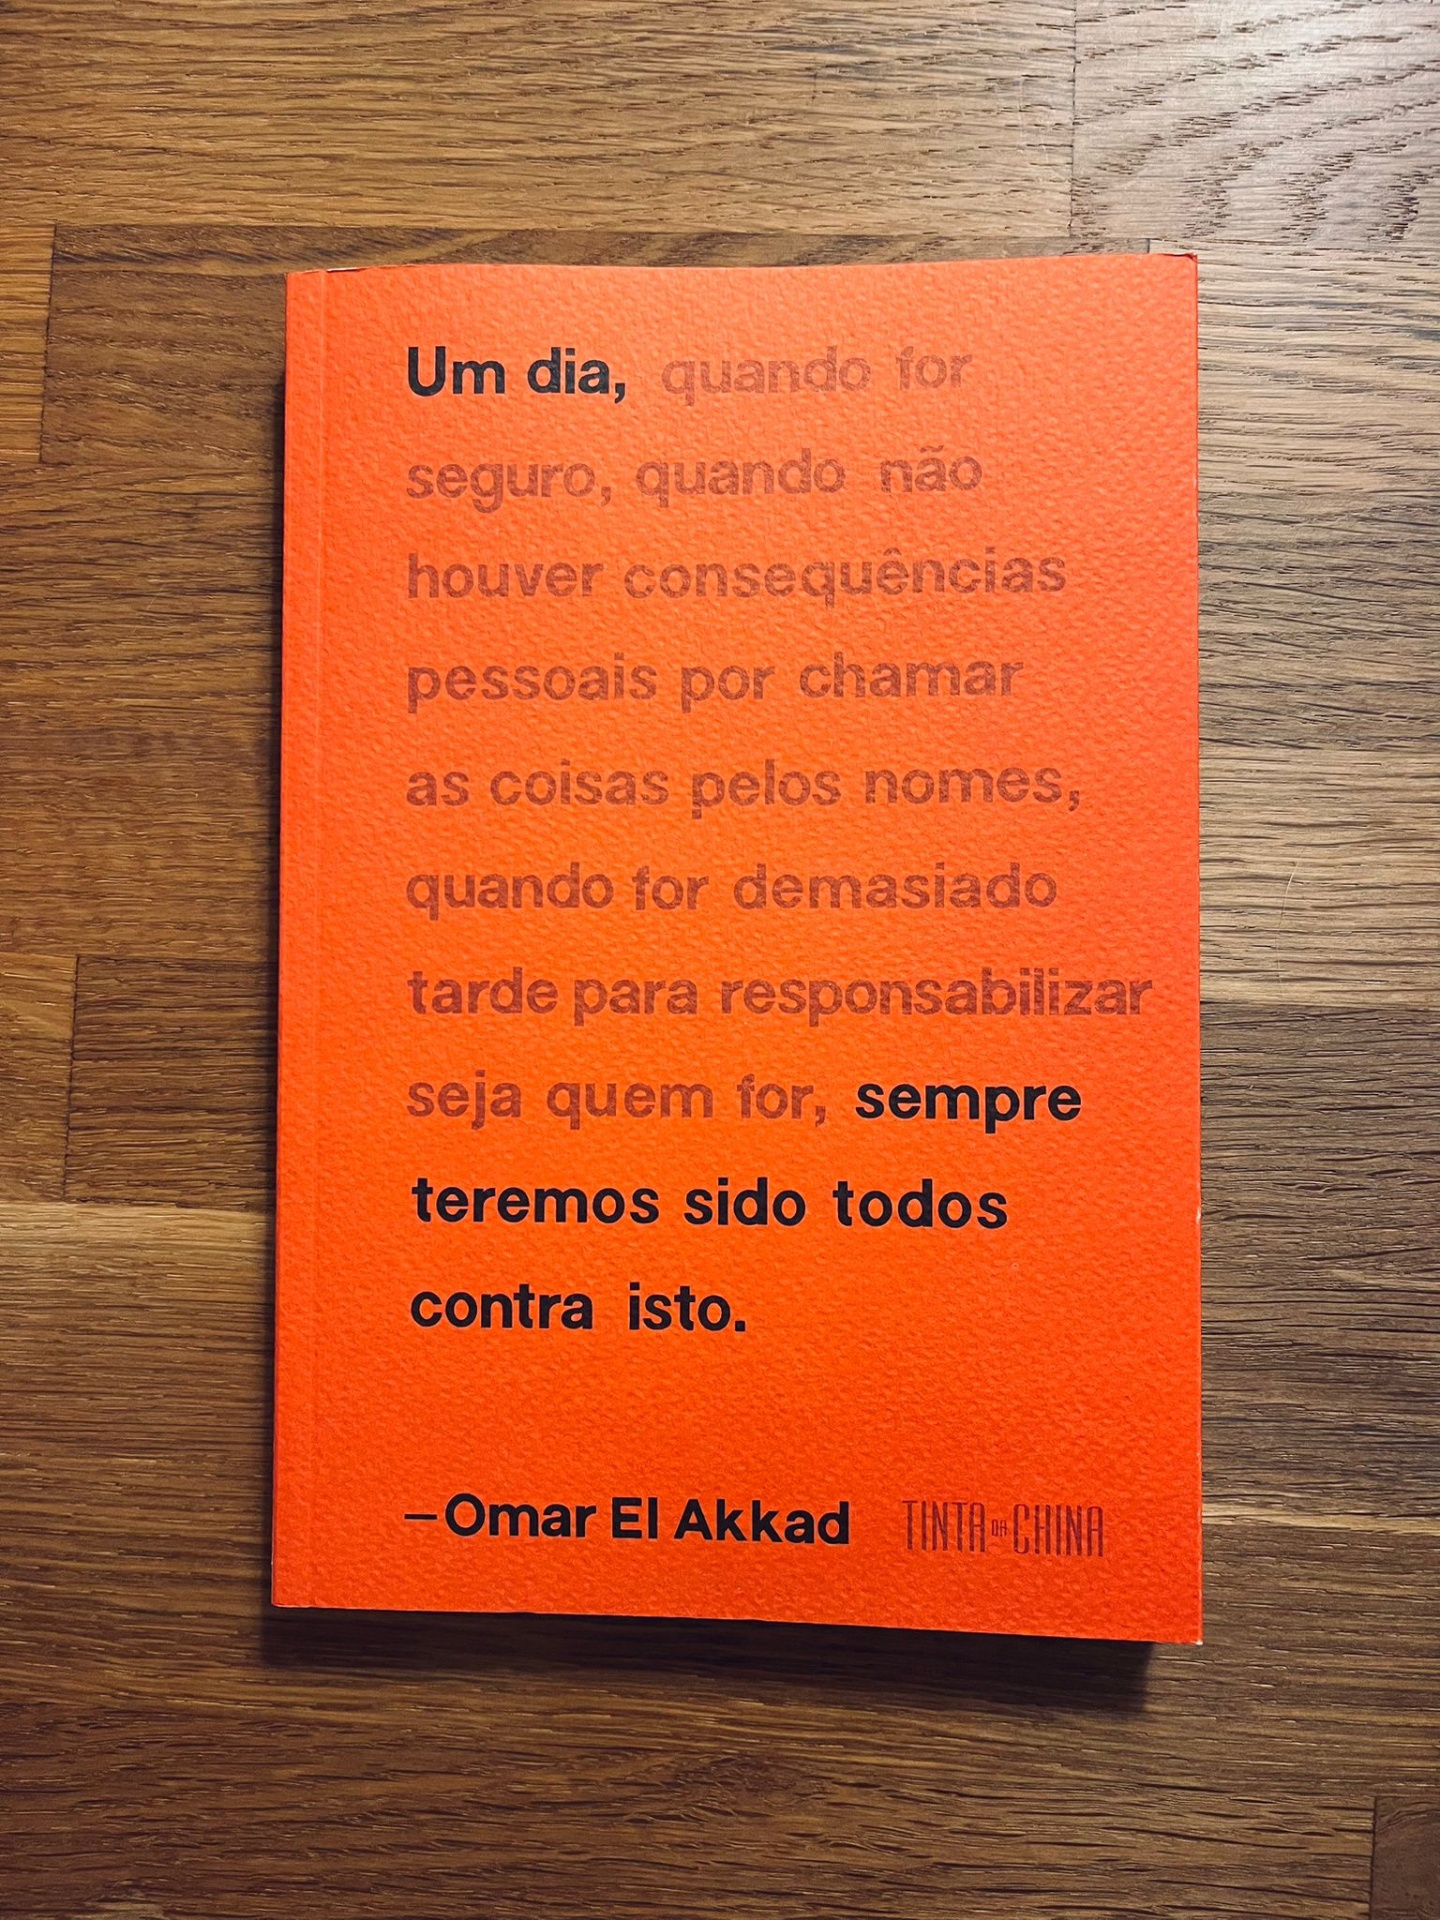 Um dia, quando for
seguro, quando não
houver consequências
pessoais por chamar
as coisas pelos nomes,
quando for demasiado
tarde para responsabilizar
seja quem for, sempre
teremos sido todos
contra isto.
—Omar El Akkad TINTA DA CHINA